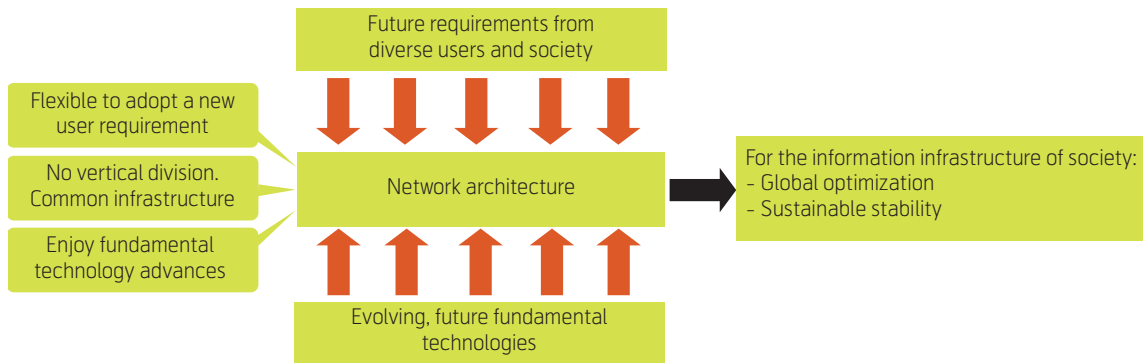 Future requirements from
diverse users and society
Flexible to adopt a new
user requirement
No vertical division.
Common infrastructure
Enjoy fundamental
technology advances
Network architecture
For the information infrastructure of society:
- Global optimization
- Sustainable stability
Evolving, future fundamental
technologies